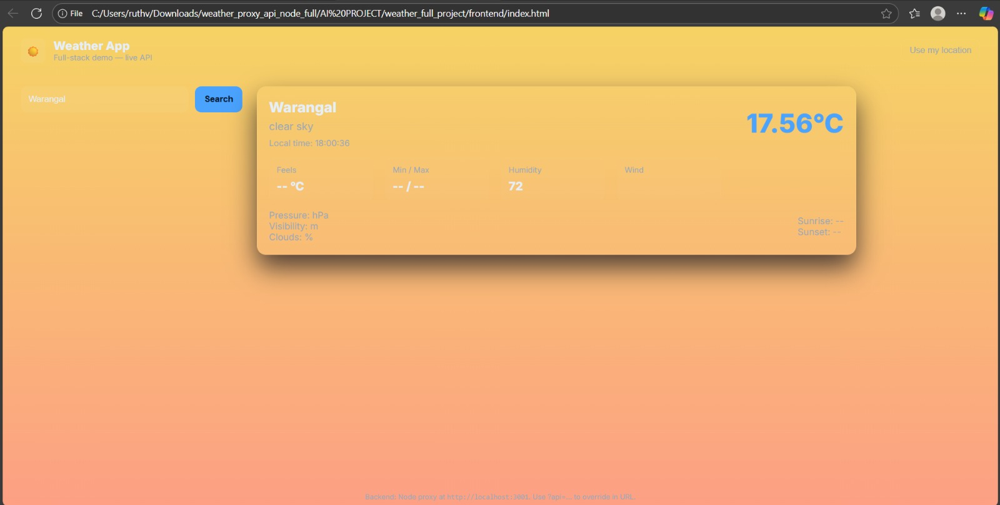 File C:/Users/ruthv/Downloads/weather_proxy_api_node_full/AI%20PROJECT/weather_full_project/frontend/index.html
Weather App
Full-stack demo — live API
Use my location
Warangal
Search
Warangal
clear sky
Local time: 18:00:36
17.56°C
Feels
-- °C
Min / Max
-- / --
Humidity
72
Wind
Pressure: hPa
Visibility: m
Clouds: %
Sunrise: --
Sunset: --
Backend: Node proxy at http://localhost:3001. Use ?api=... to override in URL.